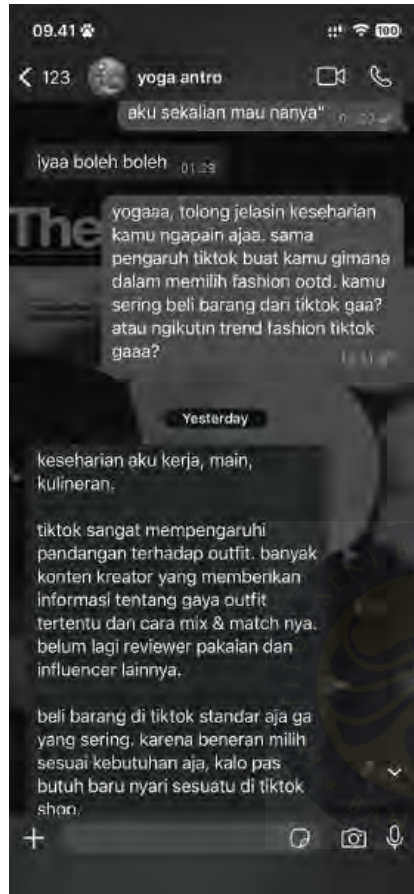 09.41
100
123 yoga antro
aku sekalian mau nanya"
iyaa boleh boleh 01.23
The
yogaaa, tolong jelasin keseharian
kamu ngapain ajaa. sama
pengaruh tiktok buat kamu gimana
dalam memilih fashion ootd. kamu
sering beli barang dari tiktok gaa?
atau ngikutin trend fashion tiktok
gaaa?
Yesterday
keseharian aku kerja, main,
kulineran.
tiktok sangat mempengaruhi
pandangan terhadap outfit. banyak
konten kreator yang memberikan
informasi tentang gaya outfit
tertentu dan cara mix & match nya.
belum lagi reviewer pakaian dan
influencer lainnya.
beli barang di tiktok standar aja ga
yang sering. karena beneran milih
sesuai kebutuhan aja, kalo pas
butuh baru nyari sesuatu di tiktok
shop.